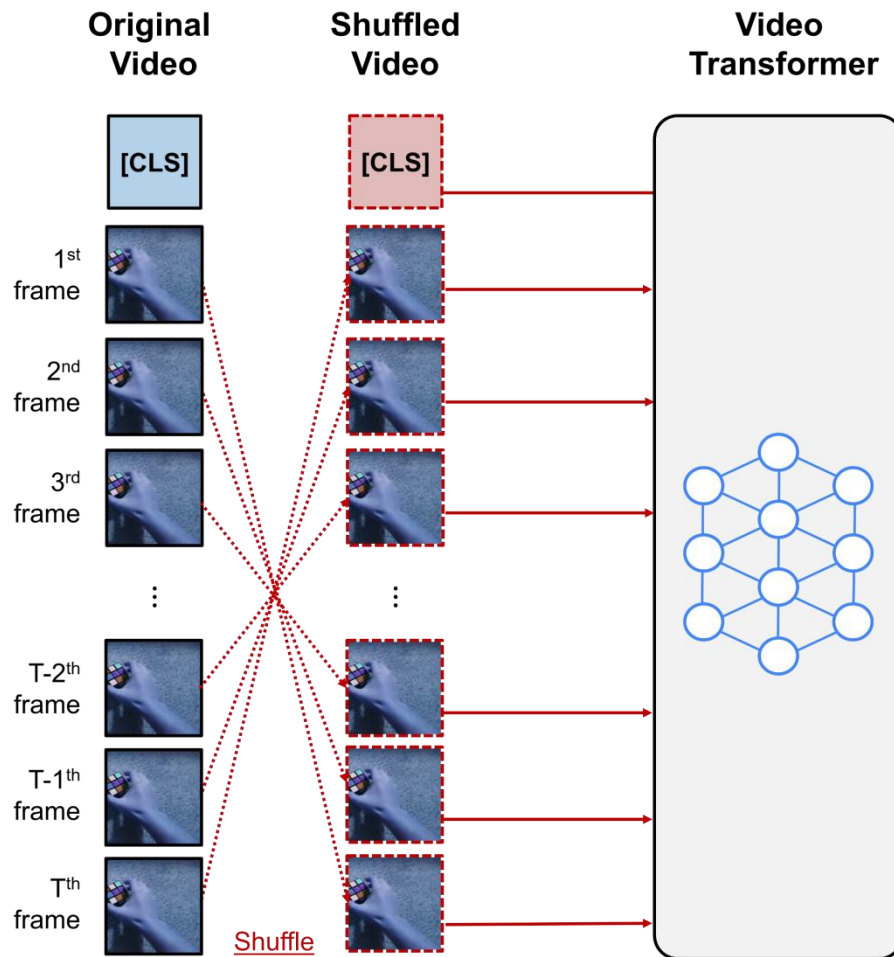 Original
Video
Shuffled
Video
Video
Transformer
[CLS]
[CLS]
1st
frame
2nd
frame
3rd
frame
⋮
⋮
T-2th
frame
T-1th
frame
Tth
frame
Shuffle